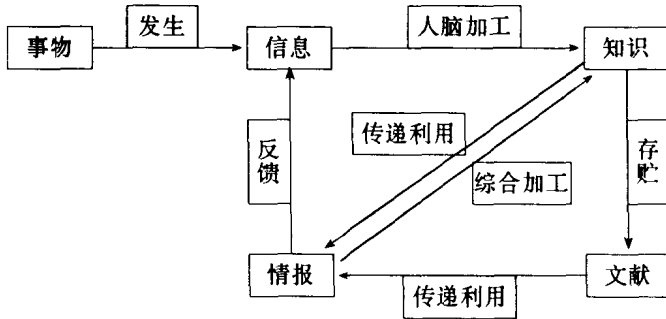 发生
人脑加工
事物
信息
知识
传递利用
反馈
存贮
综合加工
情报
文献
传递利用